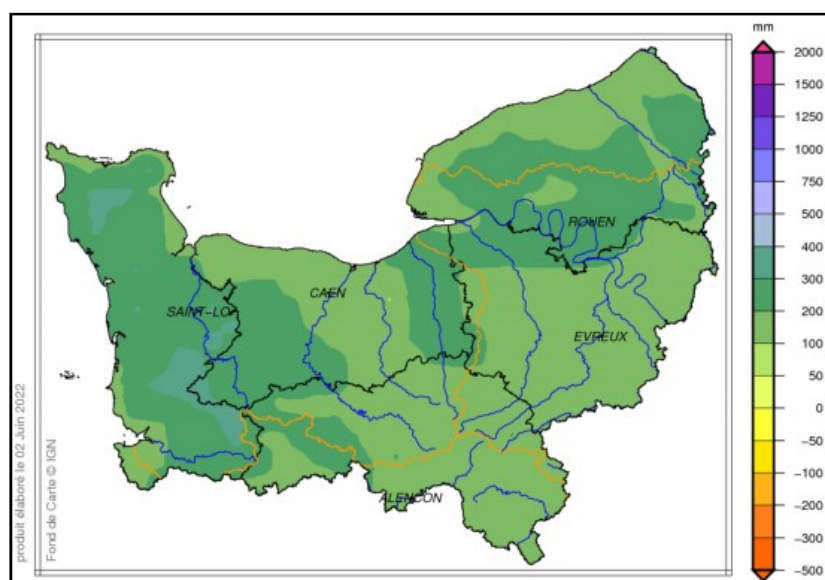 mm
2000
1500
1250
1000
750
500
400
300
200
100
50
0
−50
−100
−200
−300
−500
ROUEN
CAEN
SAINT−LO
EVREUX
ALENCON
produit élaboré le 02 Juin 2022
Fond de Carte © IGN